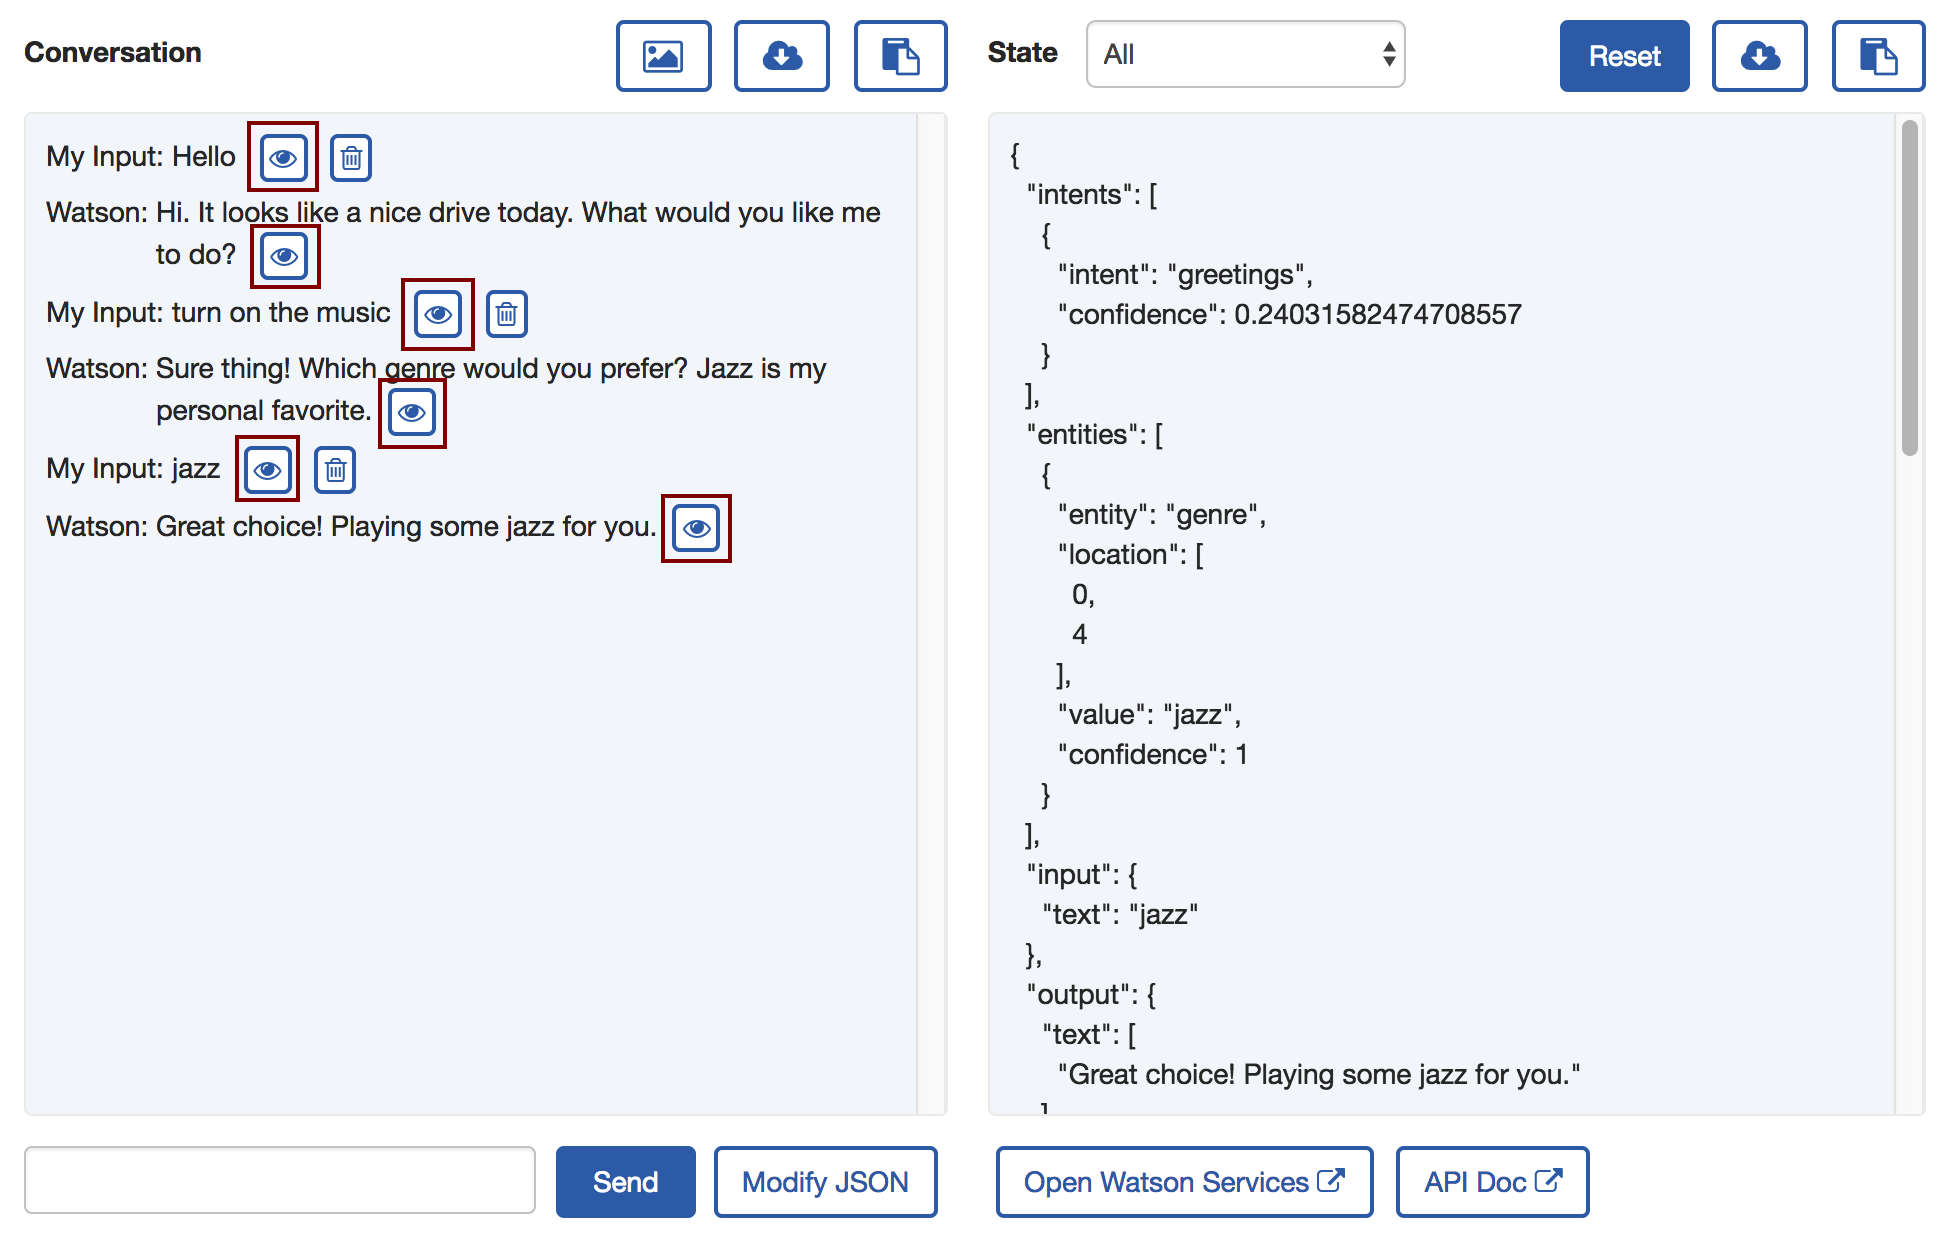 Conversation
State
All
Reset
My Input: Hello
Watson: Hi. It looks like a nice drive today. What would you like me
to do?
My Input: turn on the music
Watson: Sure thing! Which genre would you prefer? Jazz is my
personal favorite.
My Input: jazz
Watson: Great choice! Playing some jazz for you.
{
"intents": [
{
"intent": "greetings",
"confidence": 0.24031582474708557
}
],
"entities": [
{
"entity": "genre",
"location": [
0,
4
],
"value": "jazz",
"confidence": 1
}
],
"input": {
"text": "jazz"
},
"output": {
"text": [
"Great choice! Playing some jazz for you."
]
Send
Modify JSON
Open Watson Services
API Doc